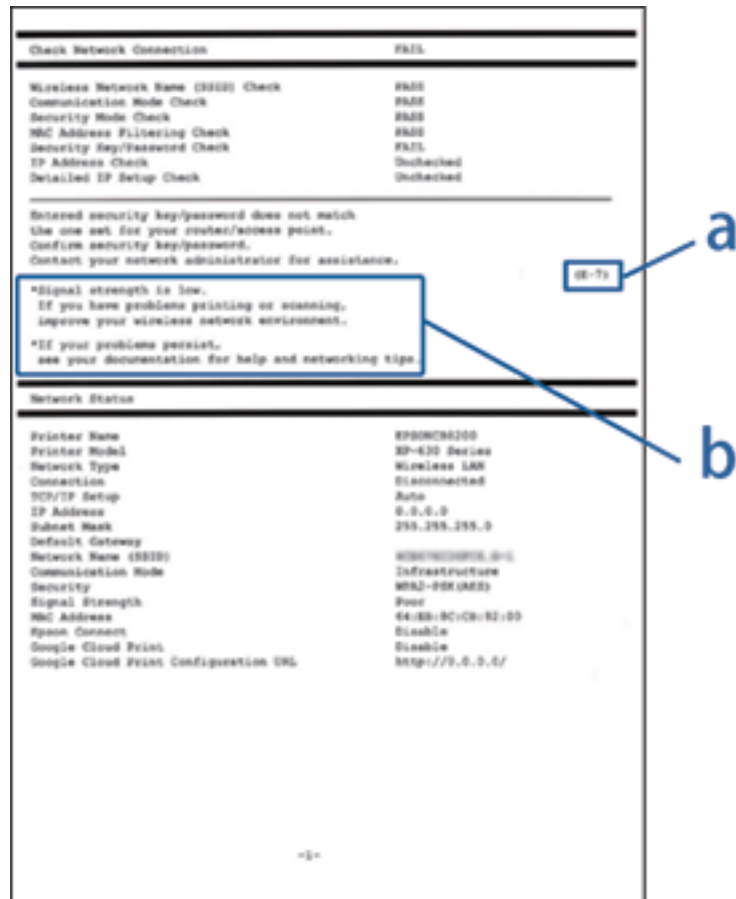 Check Network Connection FAIL
Wireless Network Name (SSID) Check PASS
Communication Mode Check PASS
Security Mode Check PASS
MAC Address Filtering Check PASS
Security Key/Password Check FAIL
IP Address Check Unchecked
Detailed IP Setup Check Unchecked
Entered security key/password does not match
the one set for your router/access point.
Confirm security key/password.
Contact your network administrator for assistance.
(E-7)
a
*Signal strength is low.
If you have problems printing or scanning,
improve your wireless network environment.
*If your problems persist,
see your documentation for help and networking tips.
b
Network Status
Printer Name
Printer Model XP-630 Series
Network Type Wireless LAN
Connection Disconnected
TCP/IP Setup Auto
IP Address 0.0.0.0
Subnet Mask 255.255.255.0
Default Gateway
Network Name (SSID)
Communication Mode Infrastructure
Security WPA2-PSK(AES)
Signal Strength Poor
MAC Address
Epson Connect Disable
Google Cloud Print Disable
Google Cloud Print Configuration URL http://0.0.0.0/
-1-